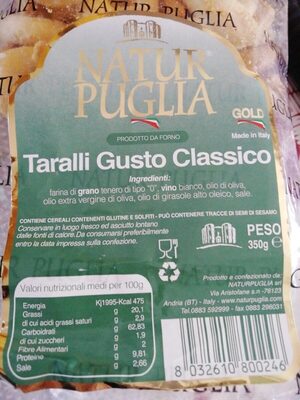 NATUR
PUGLIA
GOLD
Made in Italy
PRODOTTO DA FORNO
Taralli Gusto Classico
Ingredienti:
farina di grano tenero di tipo "0", vino bianco, olio di oliva,
olio extra vergine di oliva, olio di girasole alto oleico, sale.
CONTIENE CEREALI CONTENENTI GLUTINE E SOLFITI - PUÒ CONTENERE TRACCE DI SEMI DI SESAMO
Conservare in luogo fresco ed asciutto lontano
dalle fonti di calore. Da consumarsi preferibilmente
entro la data impressa sulla confezione.
PESO
350g e
Valori nutrizionali medi per 100g
Energia Kj1995-Kcal 475
Grassi g 20,1
di cui acidi grassi saturi g 2,9
Carboidrati g 62,83
di cui zuccheri g 1,9
Fibre Alimentari g 2
Proteine g 9,81
Sale g 2,66
Prodotto e confezionato da:
NATURPUGLIA srl
Via Aristofane s.n -76123
Andria (BT) - Italy - www.naturpuglia.com
Tel. 0883 592999 - fax 0883 296031
8 032610 800246